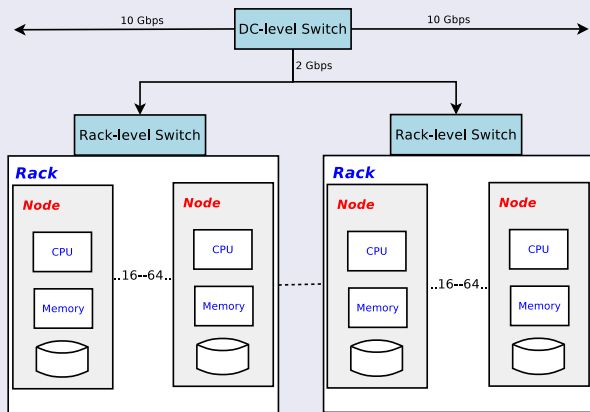 10 Gbps
DC-level Switch
10 Gbps
2 Gbps
Rack-level Switch
Rack-level Switch
Rack
Node
CPU
Memory
..16--64..
Node
CPU
Memory
Rack
Node
CPU
Memory
..16--64..
Node
CPU
Memory